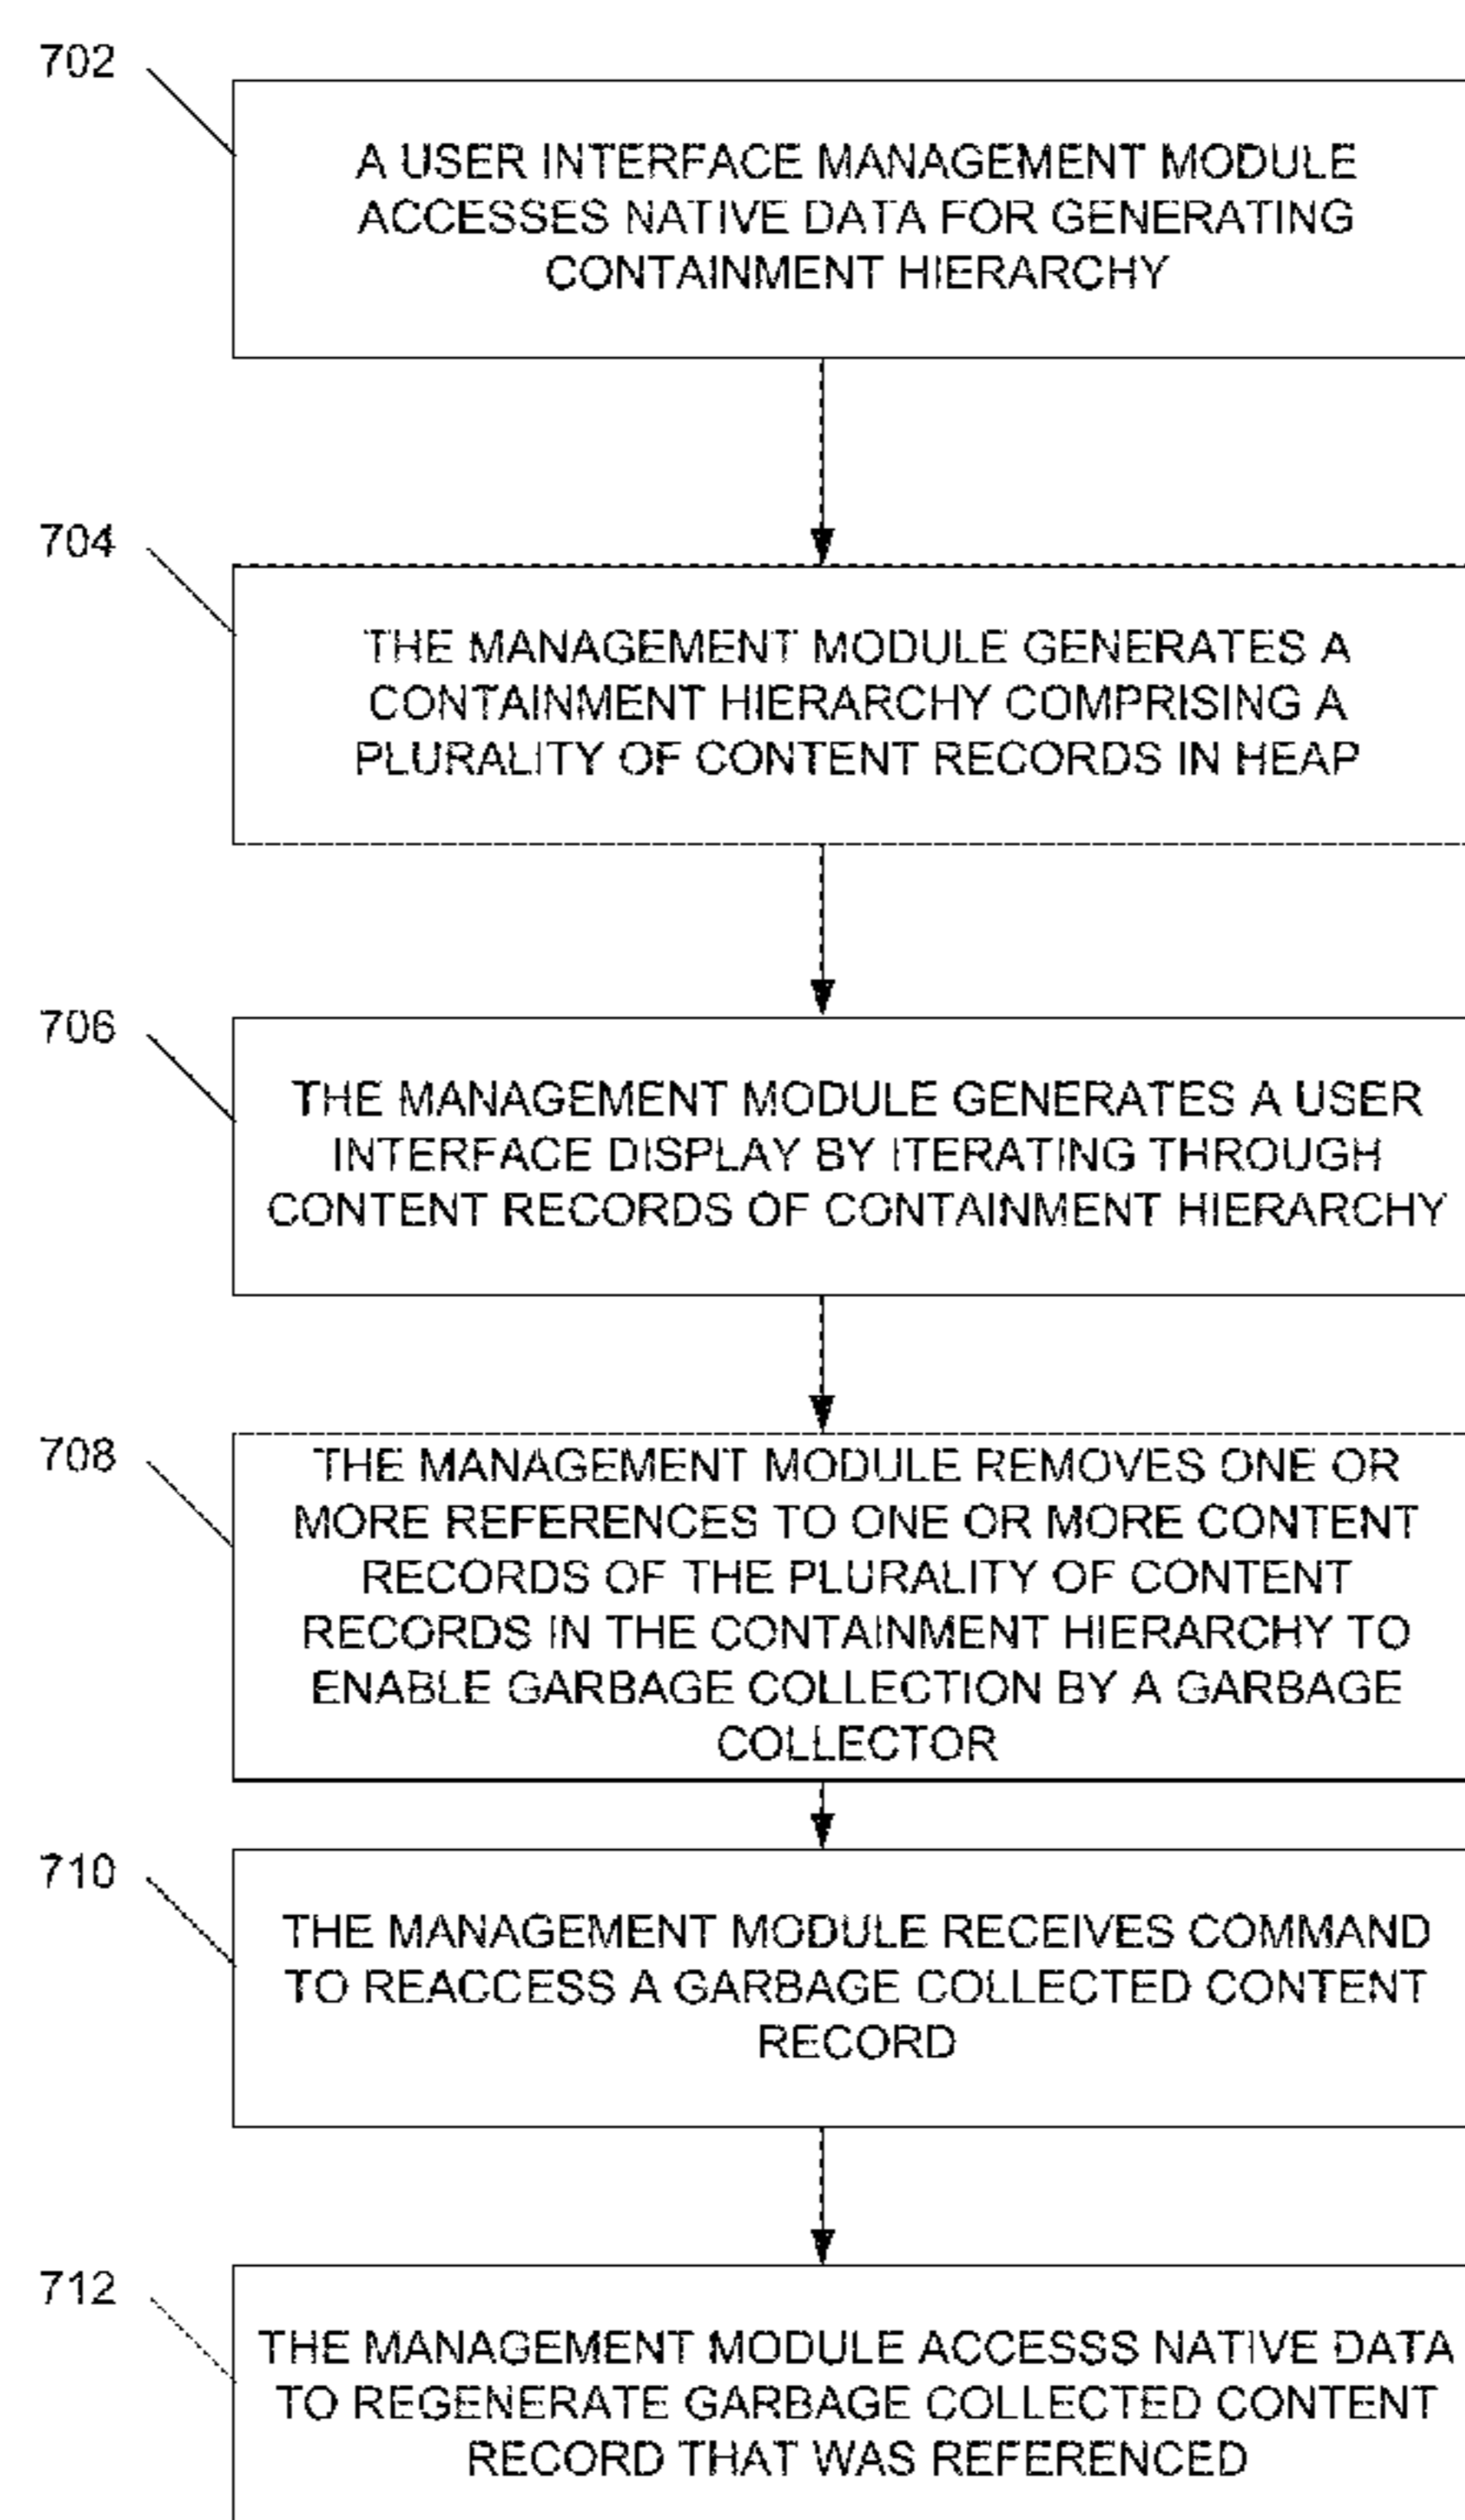 702
A USER INTERFACE MANAGEMENT MODULE
ACCESSES NATIVE DATA FOR GENERATING
CONTAINMENT HIERARCHY
704
THE MANAGEMENT MODULE GENERATES A
CONTAINMENT HIERARCHY COMPRISING A
PLURALITY OF CONTENT RECORDS IN HEAP
706
THE MANAGEMENT MODULE GENERATES A USER
INTERFACE DISPLAY BY ITERATING THROUGH
CONTENT RECORDS OF CONTAINMENT HIERARCHY
708
THE MANAGEMENT MODULE REMOVES ONE OR
MORE REFERENCES TO ONE OR MORE CONTENT
RECORDS OF THE PLURALITY OF CONTENT
RECORDS IN THE CONTAINMENT HIERARCHY TO
ENABLE GARBAGE COLLECTION BY A GARBAGE
COLLECTOR
710
THE MANAGEMENT MODULE RECEIVES COMMAND
TO REACCESS A GARBAGE COLLECTED CONTENT
RECORD
712
THE MANAGEMENT MODULE ACCESSS NATIVE DATA
TO REGENERATE GARBAGE COLLECTED CONTENT
RECORD THAT WAS REFERENCED